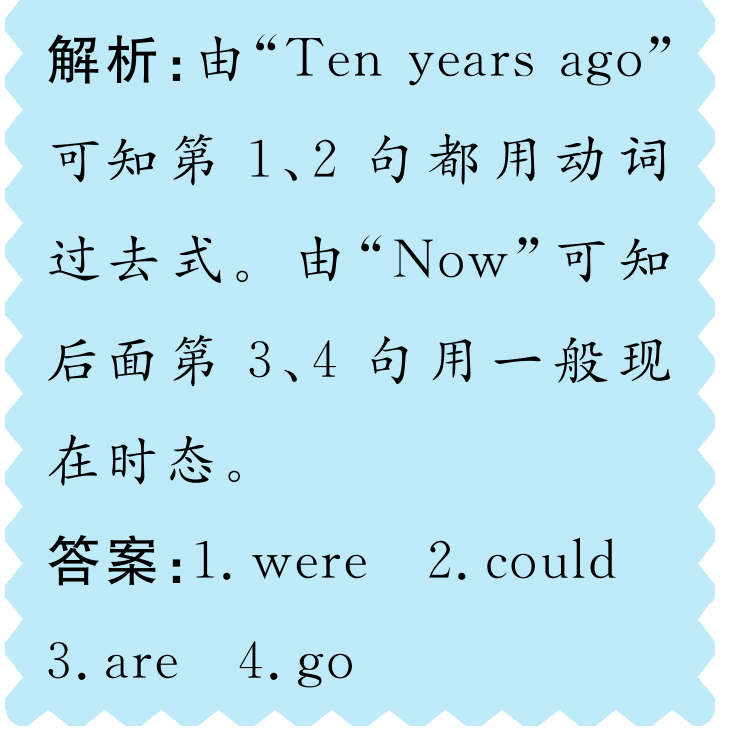 解析:由“Ten years ago”
可知第 1、2 句都用动词
过去式。由“Now”可知
后面第 3、4 句用一般现
在时态。
答案:1. were 2. could
3. are 4. go